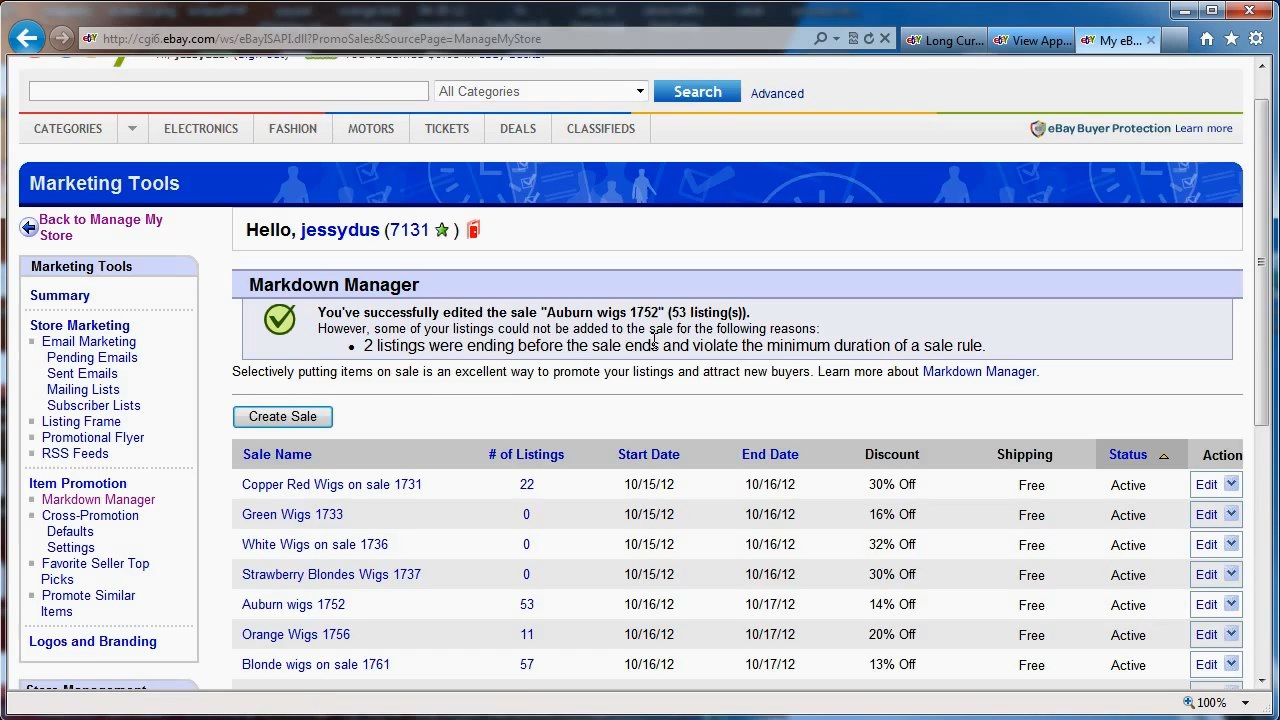 http://cgi6.ebay.com/ws/eBayISAPI.dll?PromoSales&SourcePage=ManageMyStore
Long Cur...
View App...
My eB...
All Categories
Search
Advanced
CATEGORIES
ELECTRONICS
FASHION
MOTORS
TICKETS
DEALS
CLASSIFIEDS
eBay Buyer Protection Learn more
Marketing Tools
Back to Manage My
Store
Hello, jessydus (7131 )
Marketing Tools
Summary
Store Marketing
Email Marketing
Pending Emails
Sent Emails
Mailing Lists
Subscriber Lists
Listing Frame
Promotional Flyer
RSS Feeds
Item Promotion
Markdown Manager
Cross-Promotion
Defaults
Settings
Favorite Seller Top
Picks
Promote Similar
Items
Logos and Branding
Store Management
Markdown Manager
You've successfully edited the sale "Auburn wigs 1752" (53 listing(s)).
However, some of your listings could not be added to the sale for the following reasons:
• 2 listings were ending before the sale ends and violate the minimum duration of a sale rule.
Selectively putting items on sale is an excellent way to promote your listings and attract new buyers. Learn more about Markdown Manager.
Create Sale
Sale Name # of Listings Start Date End Date Discount Shipping Status Action
Copper Red Wigs on sale 1731 22 10/15/12 10/16/12 30% Off Free Active Edit
Green Wigs 1733 0 10/15/12 10/16/12 16% Off Free Active Edit
White Wigs on sale 1736 0 10/15/12 10/16/12 32% Off Free Active Edit
Strawberry Blondes Wigs 1737 0 10/15/12 10/16/12 30% Off Free Active Edit
Auburn wigs 1752 53 10/16/12 10/17/12 14% Off Free Active Edit
Orange Wigs 1756 11 10/16/12 10/17/12 20% Off Free Active Edit
Blonde wigs on sale 1761 57 10/16/12 10/17/12 13% Off Free Active Edit
100%